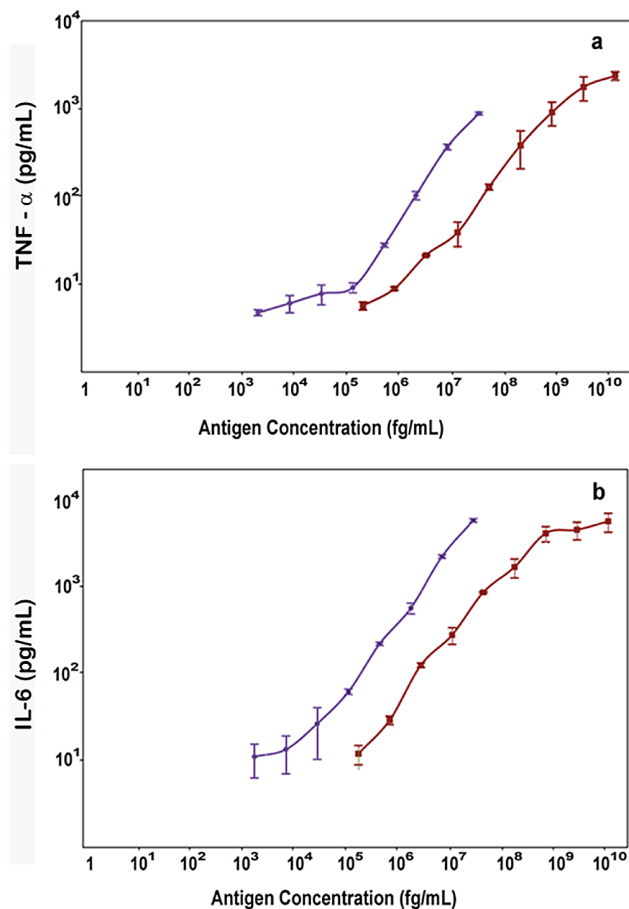 a
10⁴
10³
10²
10¹
TNF - α (pg/mL)
1 10¹ 10² 10³ 10⁴ 10⁵ 10⁶ 10⁷ 10⁸ 10⁹ 10¹⁰
Antigen Concentration (fg/mL)
b
10⁴
10³
10²
10¹
IL-6 (pg/mL)
1 10¹ 10² 10³ 10⁴ 10⁵ 10⁶ 10⁷ 10⁸ 10⁹ 10¹⁰
Antigen Concentration (fg/mL)